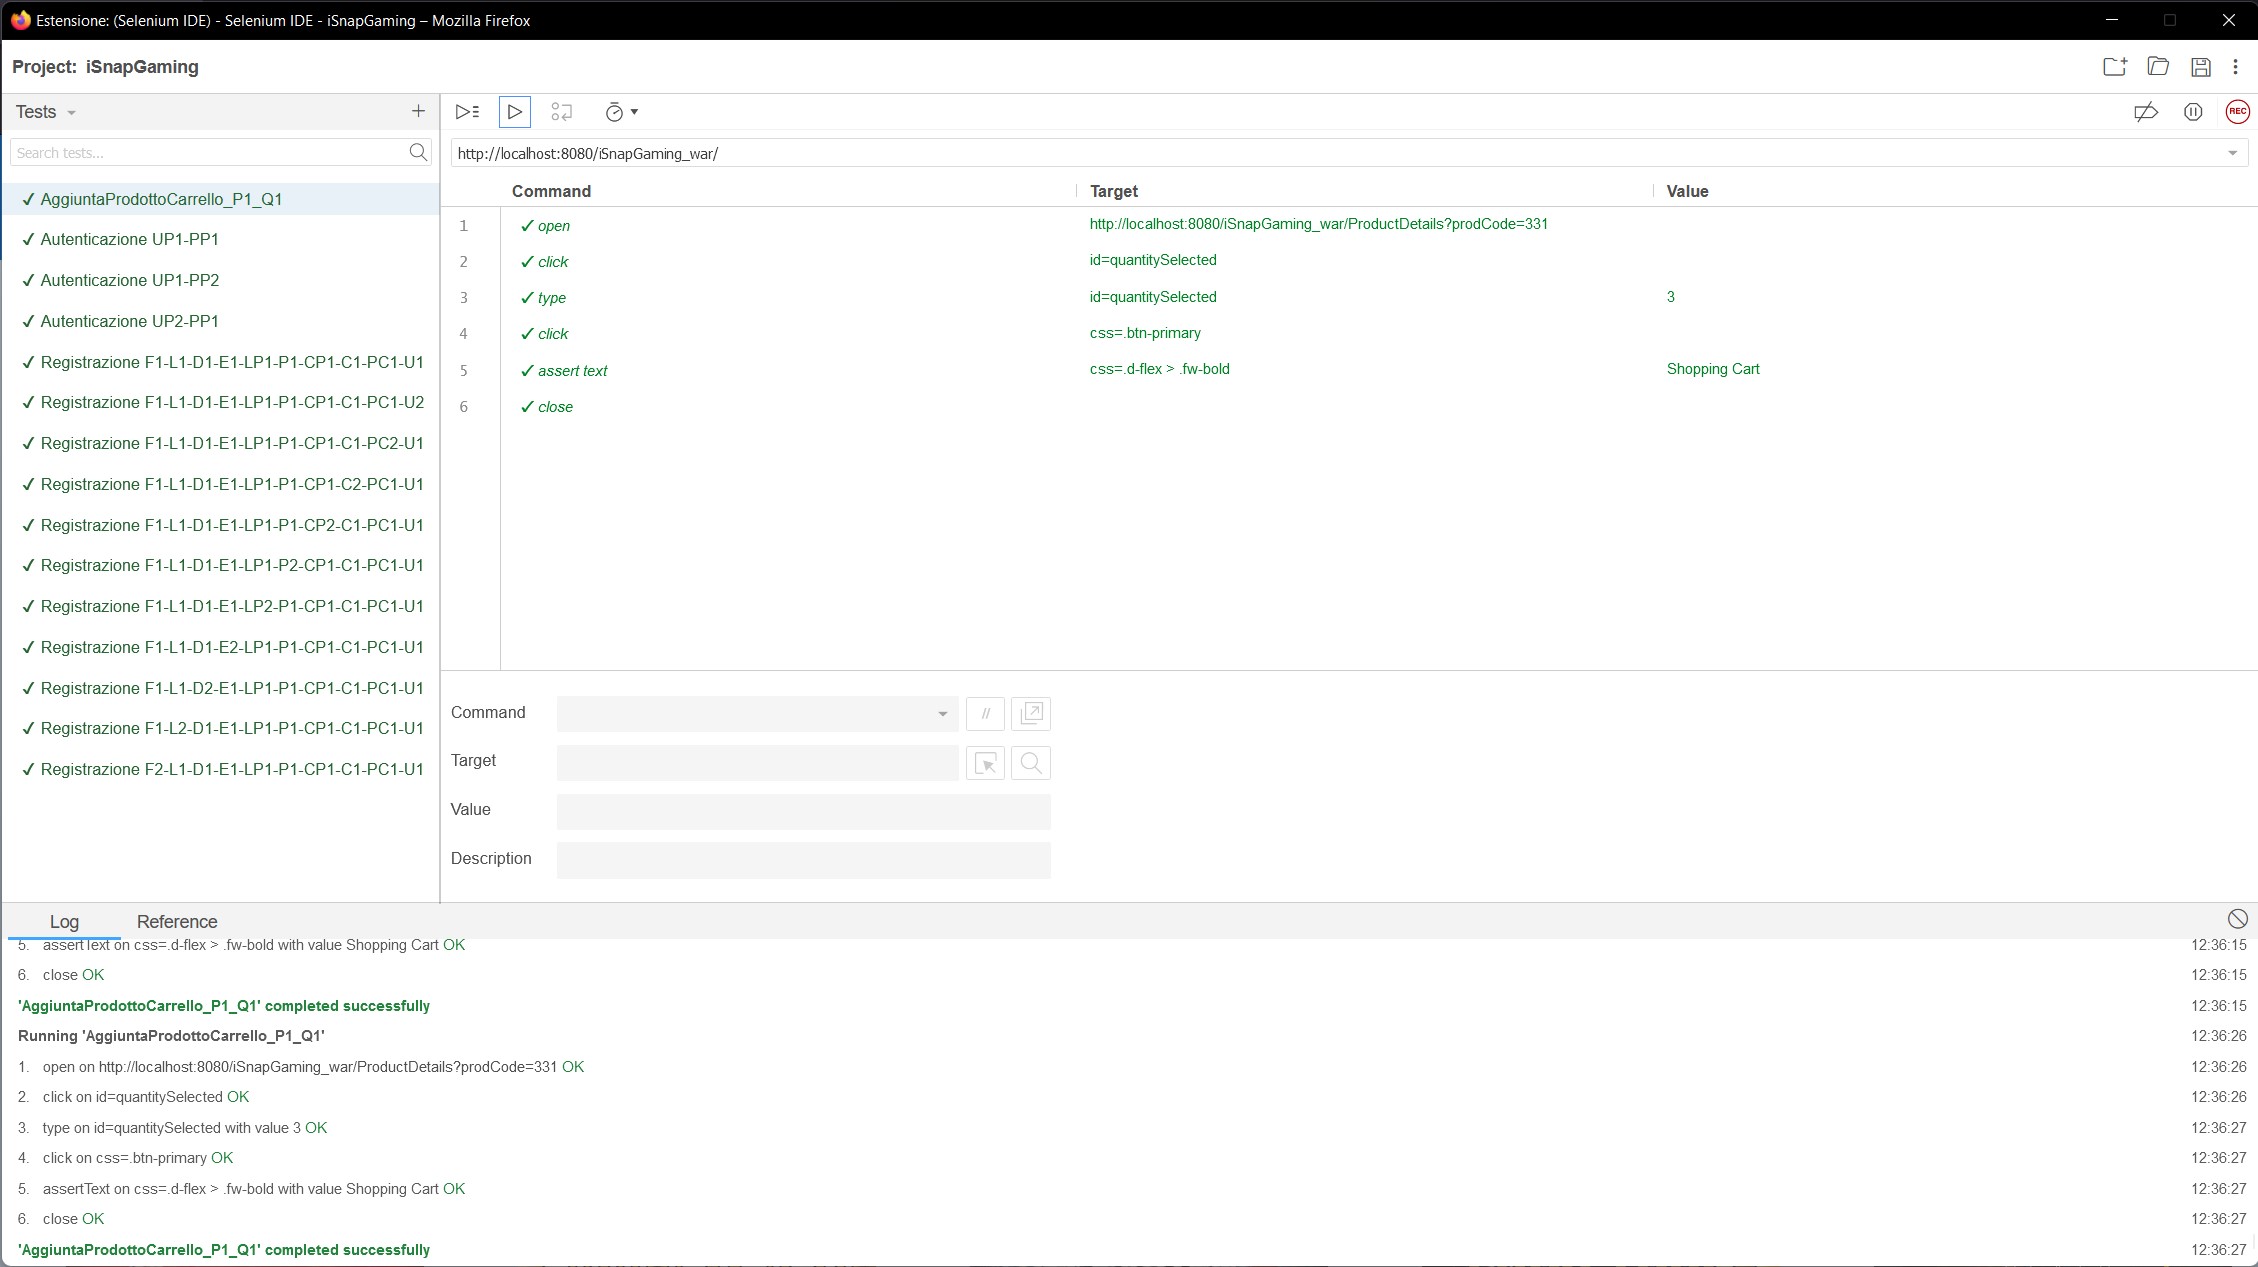 Estensione: (Selenium IDE) - Selenium IDE - iSnapGaming – Mozilla Firefox
Project: iSnapGaming
Tests
Search tests...
✓ AggiuntaProdottoCarrello_P1_Q1
✓ Autenticazione UP1-PP1
✓ Autenticazione UP1-PP2
✓ Autenticazione UP2-PP1
✓ Registrazione F1-L1-D1-E1-LP1-P1-CP1-C1-PC1-U1
✓ Registrazione F1-L1-D1-E1-LP1-P1-CP1-C1-PC1-U2
✓ Registrazione F1-L1-D1-E1-LP1-P1-CP1-C1-PC2-U1
✓ Registrazione F1-L1-D1-E1-LP1-P1-CP1-C2-PC1-U1
✓ Registrazione F1-L1-D1-E1-LP1-P1-CP2-C1-PC1-U1
✓ Registrazione F1-L1-D1-E1-LP1-P2-CP1-C1-PC1-U1
✓ Registrazione F1-L1-D1-E1-LP2-P1-CP1-C1-PC1-U1
✓ Registrazione F1-L1-D1-E2-LP1-P1-CP1-C1-PC1-U1
✓ Registrazione F1-L1-D2-E1-LP1-P1-CP1-C1-PC1-U1
✓ Registrazione F1-L2-D1-E1-LP1-P1-CP1-C1-PC1-U1
✓ Registrazione F2-L1-D1-E1-LP1-P1-CP1-C1-PC1-U1
REC
http://localhost:8080/iSnapGaming_war/
Command Target Value
1 ✓ open http://localhost:8080/iSnapGaming_war/ProductDetails?prodCode=331
2 ✓ click id=quantitySelected
3 ✓ type id=quantitySelected 3
4 ✓ click css=.btn-primary
5 ✓ assert text css=.d-flex > .fw-bold Shopping Cart
6 ✓ close
Command //
Target
Value
Description
Log Reference
5. assertText on css=.d-flex > .fw-bold with value Shopping Cart OK 12:36:15
6. close OK 12:36:15
'AggiuntaProdottoCarrello_P1_Q1' completed successfully 12:36:15
Running 'AggiuntaProdottoCarrello_P1_Q1' 12:36:26
1. open on http://localhost:8080/iSnapGaming_war/ProductDetails?prodCode=331 OK 12:36:26
2. click on id=quantitySelected OK 12:36:26
3. type on id=quantitySelected with value 3 OK 12:36:27
4. click on css=.btn-primary OK 12:36:27
5. assertText on css=.d-flex > .fw-bold with value Shopping Cart OK 12:36:27
6. close OK 12:36:27
'AggiuntaProdottoCarrello_P1_Q1' completed successfully 12:36:27